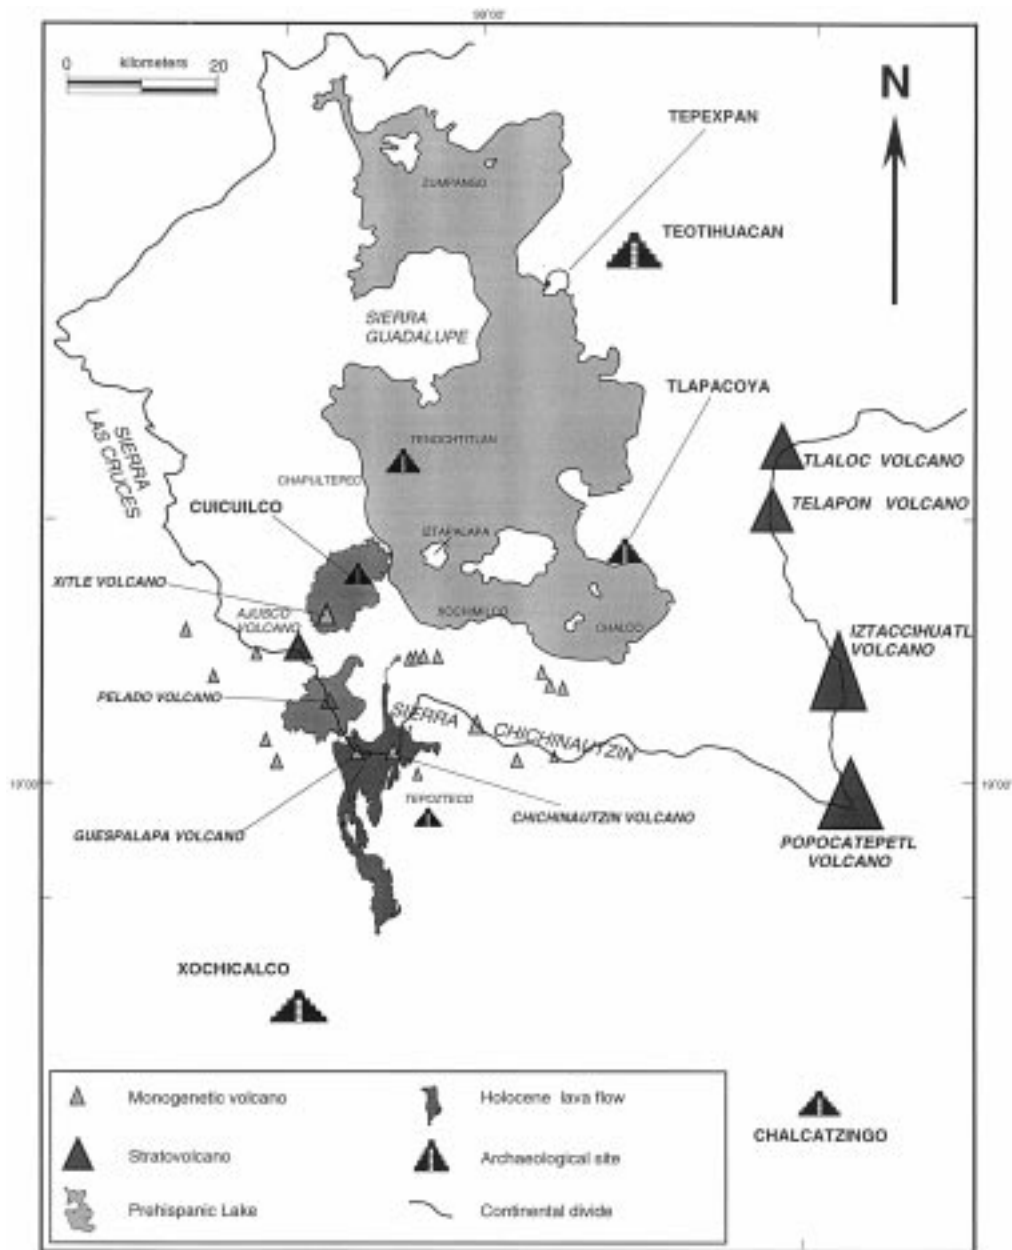 99°00'
0 kilometers 20
N
TEPEXPAN
ZUMPANGO
TEOTIHUACAN
SIERRA
GUADALUPE
TLAPACOYA
SIERRA
LAS CRUCES
TENOCHTITLAN
TLALOC VOLCANO
CHAPULTEPEC
TELAPON VOLCANO
CUICUILCO
IZTAPALAPA
XITLE VOLCANO
XOCHIMILCO
AJUSCO
VOLCANO
CHALCO
IZTACCIHUATL
VOLCANO
PELADO VOLCANO
SIERRA CHICHINAUTZIN
19°00'
19°00'
TEPOZTECO
CHICHINAUTZIN VOLCANO
GUESPALAPA VOLCANO
POPOCATEPETL
VOLCANO
XOCHICALCO
Monogenetic volcano
Holocene lava flow
Stratovolcano
Archaeological site
Prehispanic Lake
Continental divide
CHALCATZINGO